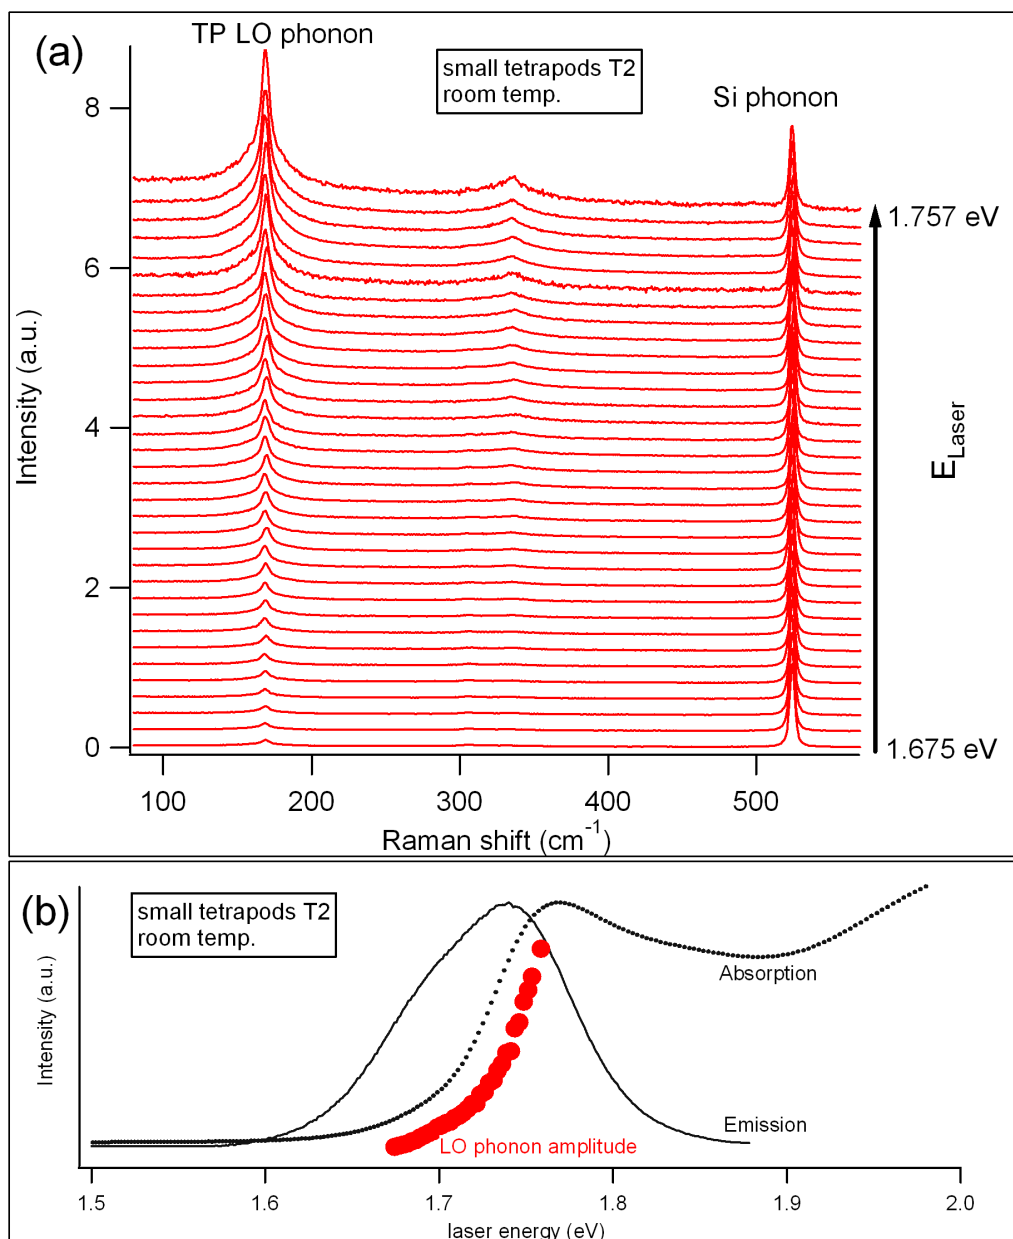 (a)
TP LO phonon
small tetrapods T2
room temp.
Si phonon
8
6
4
2
0
Intensity (a.u.)
1.757 eV
E_Laser
1.675 eV
100 200 300 400 500
Raman shift (cm⁻¹)
(b)
small tetrapods T2
room temp.
Intensity (a.u.)
Absorption
Emission
LO phonon amplitude
1.5 1.6 1.7 1.8 1.9 2.0
laser energy (eV)